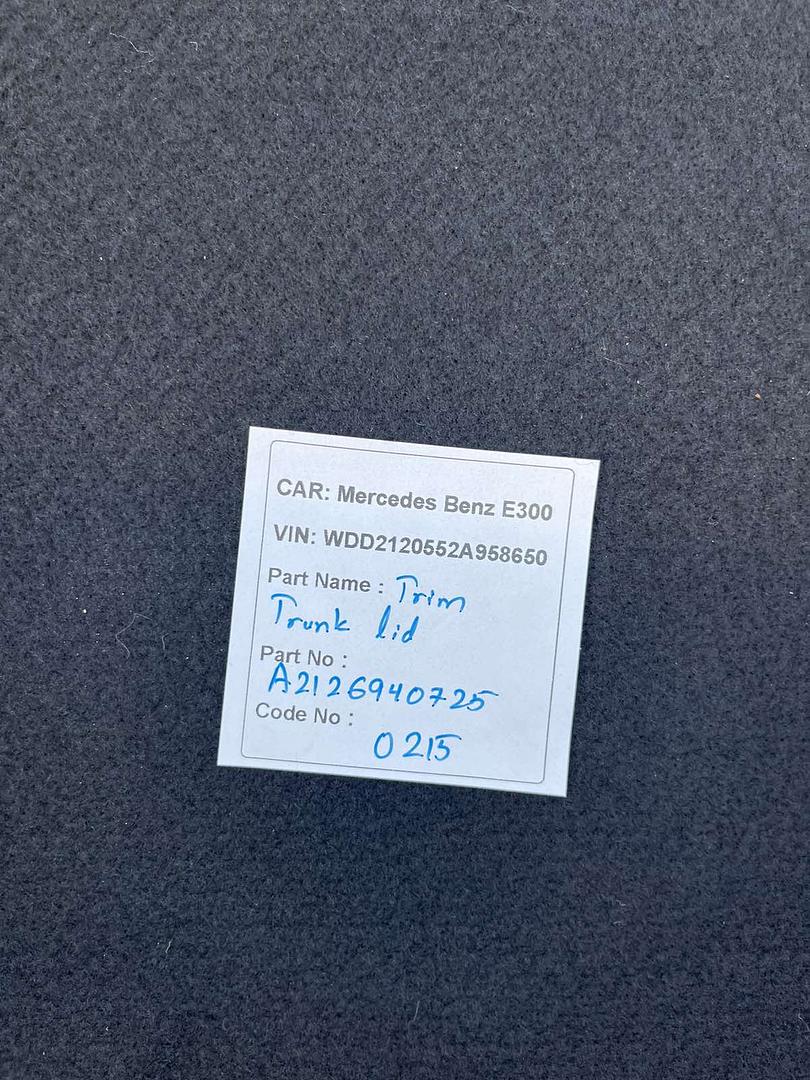 CAR: Mercedes Benz E300
VIN: WDD2120552A958650
Part Name : Trim
Trunk lid
Part No :
A2126940725
Code No :
0215